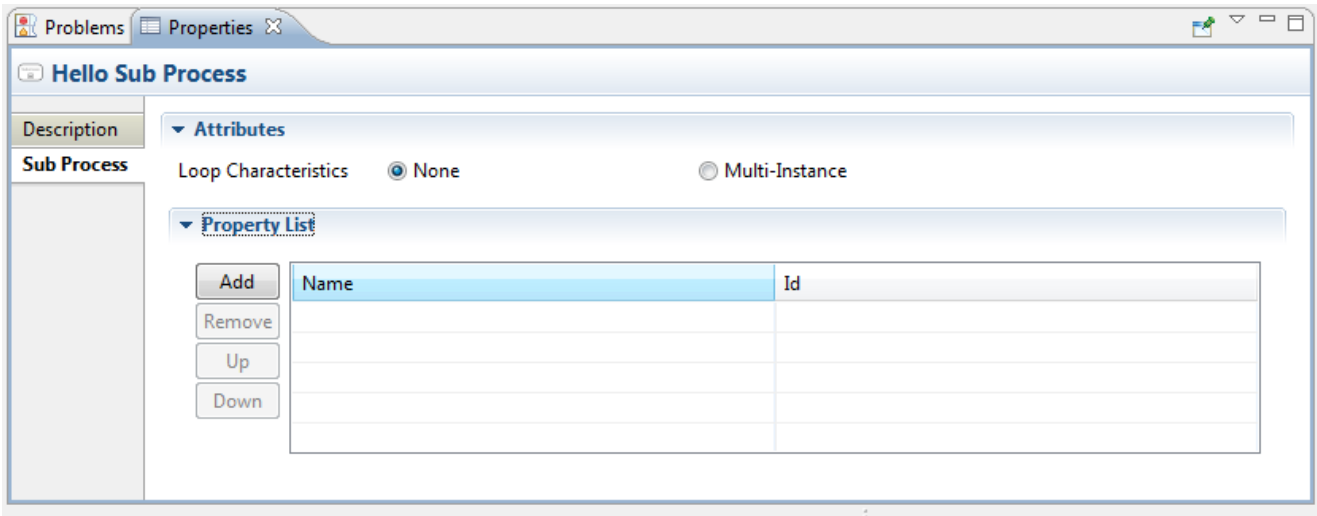 Problems Properties
Hello Sub Process
Description
Sub Process
Attributes
Loop Characteristics None Multi-Instance
Property List
Add
Remove
Up
Down
Name Id